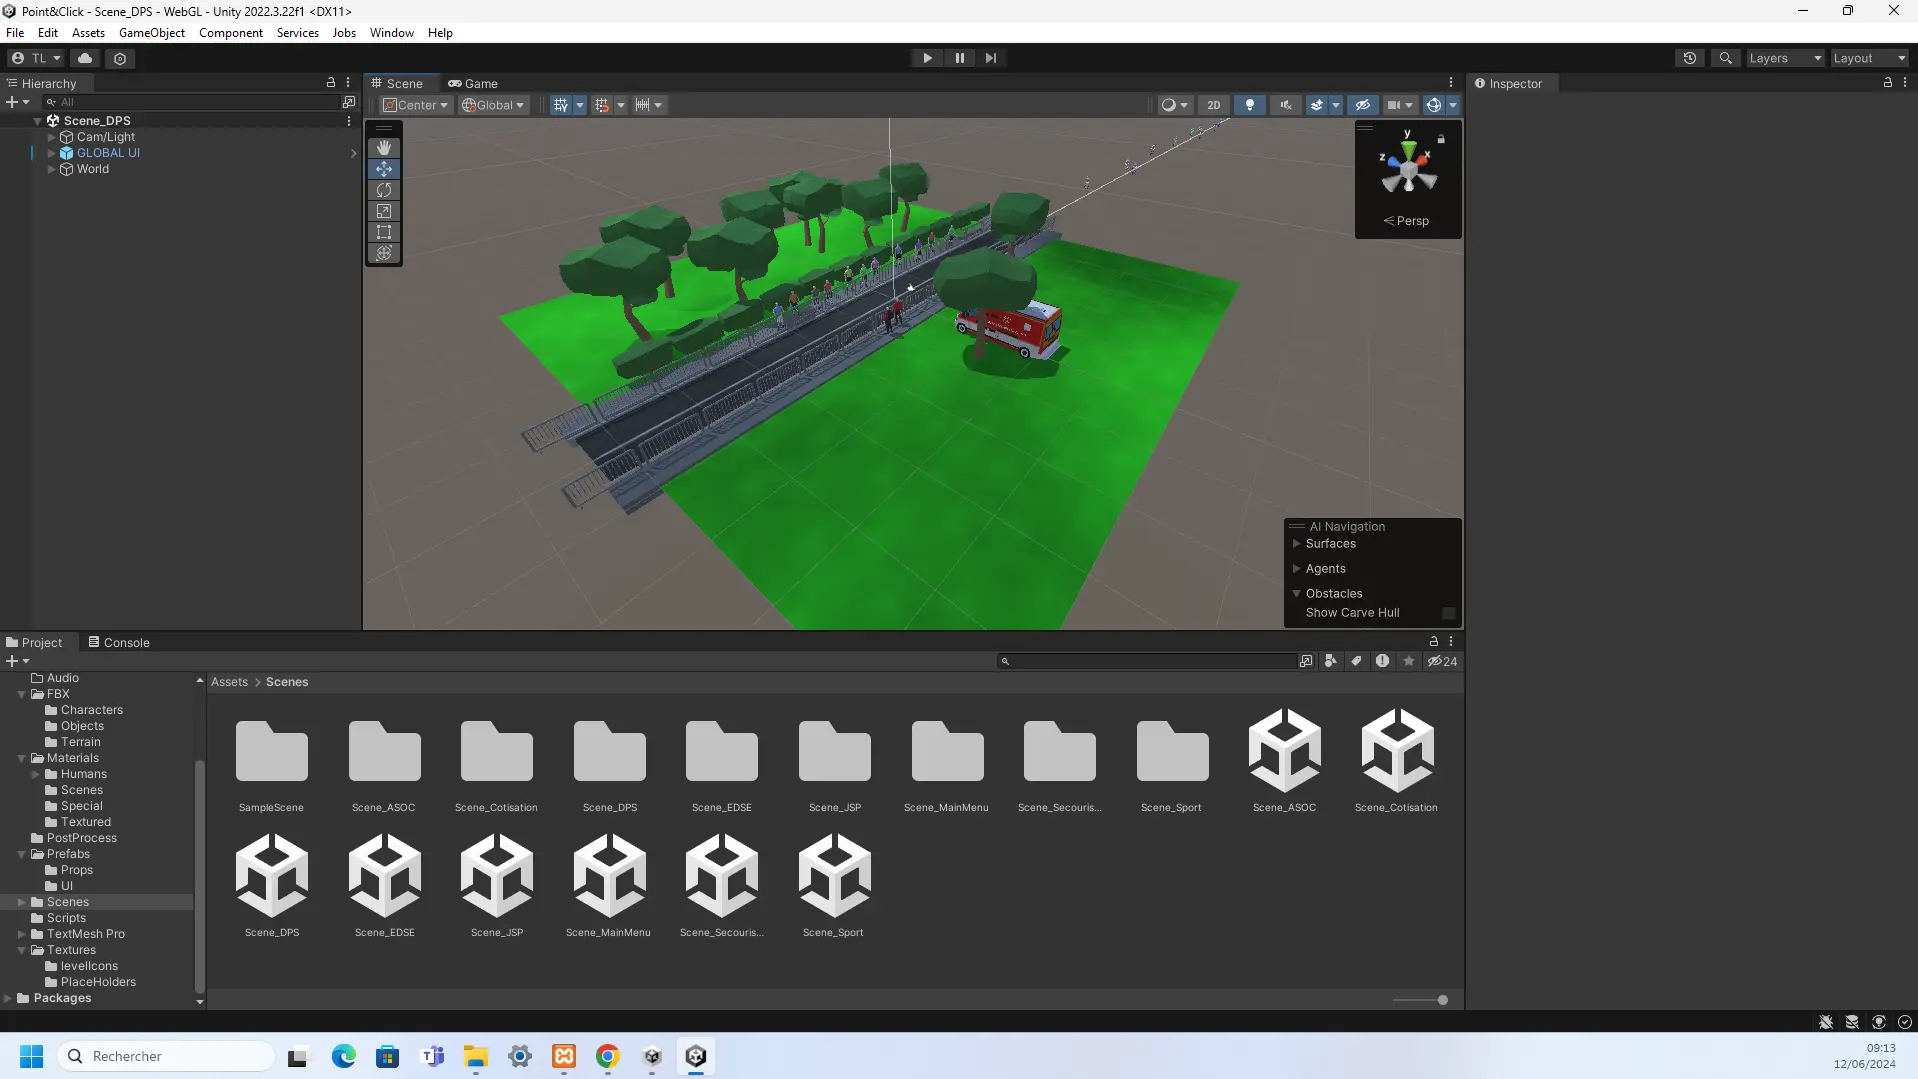 Point&Click - Scene_DPS - WebGL - Unity 2022.3.22f1 <DX11>
File Edit Assets GameObject Component Services Jobs Window Help
TL
Layers
Layout
Hierarchy
All
Scene_DPS
Cam/Light
GLOBAL UI
World
Scene
Game
Center
Global
2D
y
z
x
Persp
AI Navigation
Surfaces
Agents
Obstacles
Show Carve Hull
Inspector
Project
Console
24
Audio
FBX
Characters
Objects
Terrain
Materials
Humans
Scenes
Special
Textured
PostProcess
Prefabs
Props
UI
Scenes
Scripts
TextMesh Pro
Textures
levelIcons
PlaceHolders
Packages
Assets > Scenes
SampleScene
Scene_ASOC
Scene_Cotisation
Scene_DPS
Scene_EDSE
Scene_JSP
Scene_MainMenu
Scene_Secouris...
Scene_Sport
Scene_ASOC
Scene_Cotisation
Scene_DPS
Scene_EDSE
Scene_JSP
Scene_MainMenu
Scene_Secouris...
Scene_Sport
Rechercher
09:13
12/06/2024